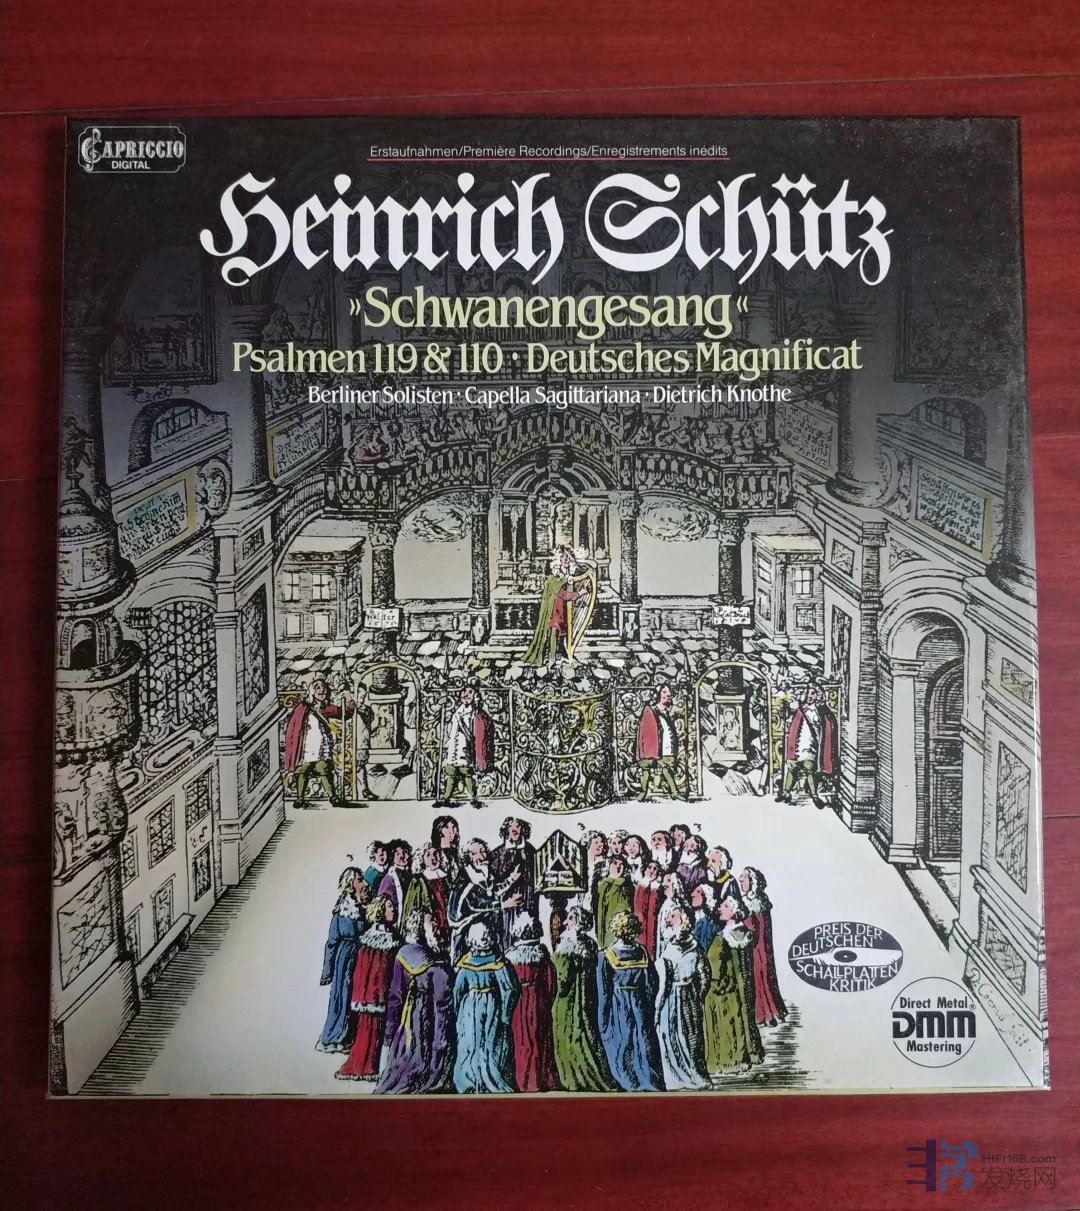 CAPRICCIO
DIGITAL
Erstaufnahmen/Première Recordings/Enregistrements inédits
Heinrich Schütz
»Schwanengesang«
Psalmen 119 & 110 · Deutsches Magnificat
Berliner Solisten · Capella Sagittariana · Dietrich Knothe
PREIS DER
DEUTSCHEN
SCHALLPLATTEN
KRITIK
Direct Metal
DMM
Mastering
HIFI168.com
发烧网